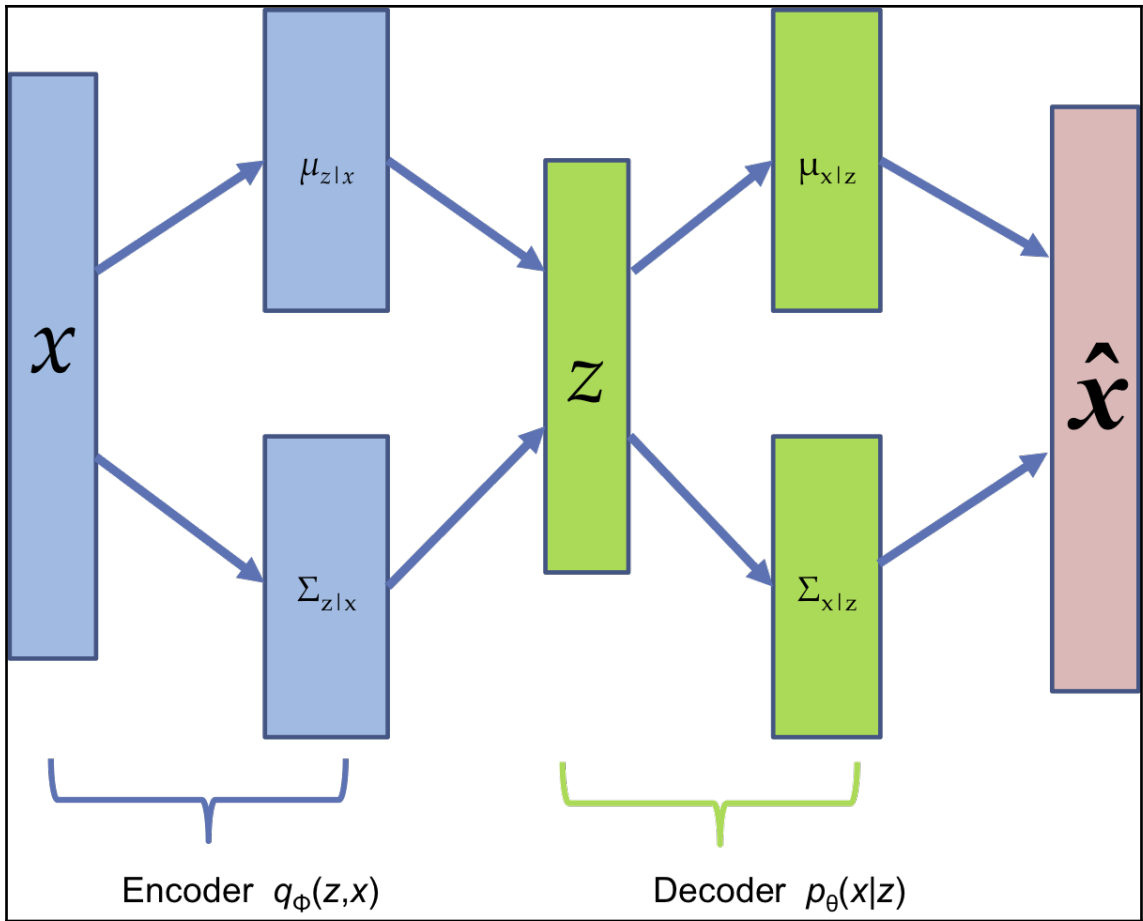 x
μz|x
Σz|x
z
μx|z
Σx|z
x̂
Encoder qΦ(z,x)
Decoder pθ(x|z)